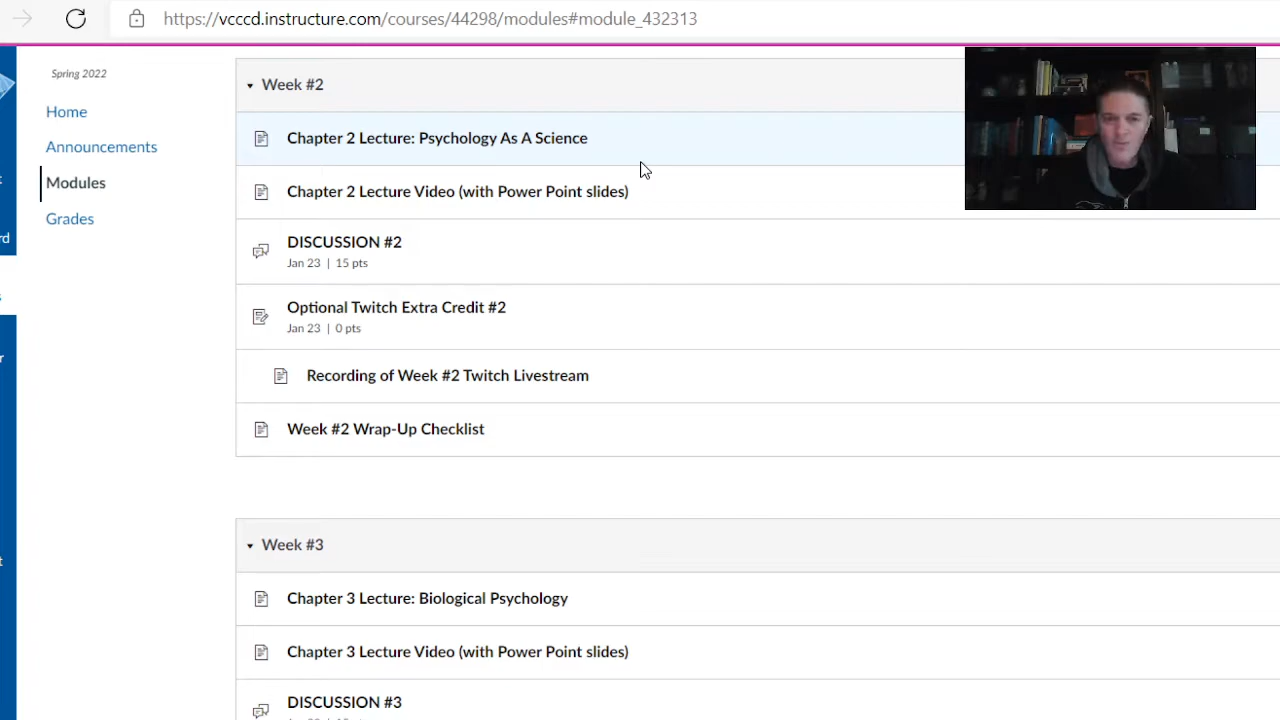 https://vcccd.instructure.com/courses/44298/modules#module_432313
Spring 2022
Home
Announcements
Modules
Grades
rd
r
t
Week #2
Chapter 2 Lecture: Psychology As A Science
Chapter 2 Lecture Video (with Power Point slides)
DISCUSSION #2
Jan 23 | 15 pts
Optional Twitch Extra Credit #2
Jan 23 | 0 pts
Recording of Week #2 Twitch Livestream
Week #2 Wrap-Up Checklist
Week #3
Chapter 3 Lecture: Biological Psychology
Chapter 3 Lecture Video (with Power Point slides)
DISCUSSION #3